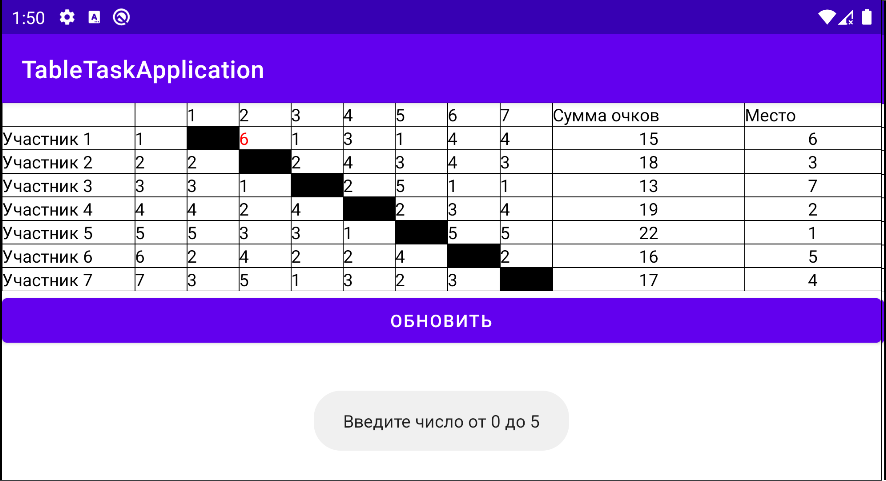 1:50
TableTaskApplication
1 2 3 4 5 6 7 Сумма очков Место
Участник 1 1 6 1 3 1 4 4 15 6
Участник 2 2 2 2 4 3 4 3 18 3
Участник 3 3 3 1 2 5 1 1 13 7
Участник 4 4 4 2 4 2 3 4 19 2
Участник 5 5 5 3 3 1 5 5 22 1
Участник 6 6 2 4 2 2 4 2 16 5
Участник 7 7 3 5 1 3 2 3 17 4
ОБНОВИТЬ
Введите число от 0 до 5